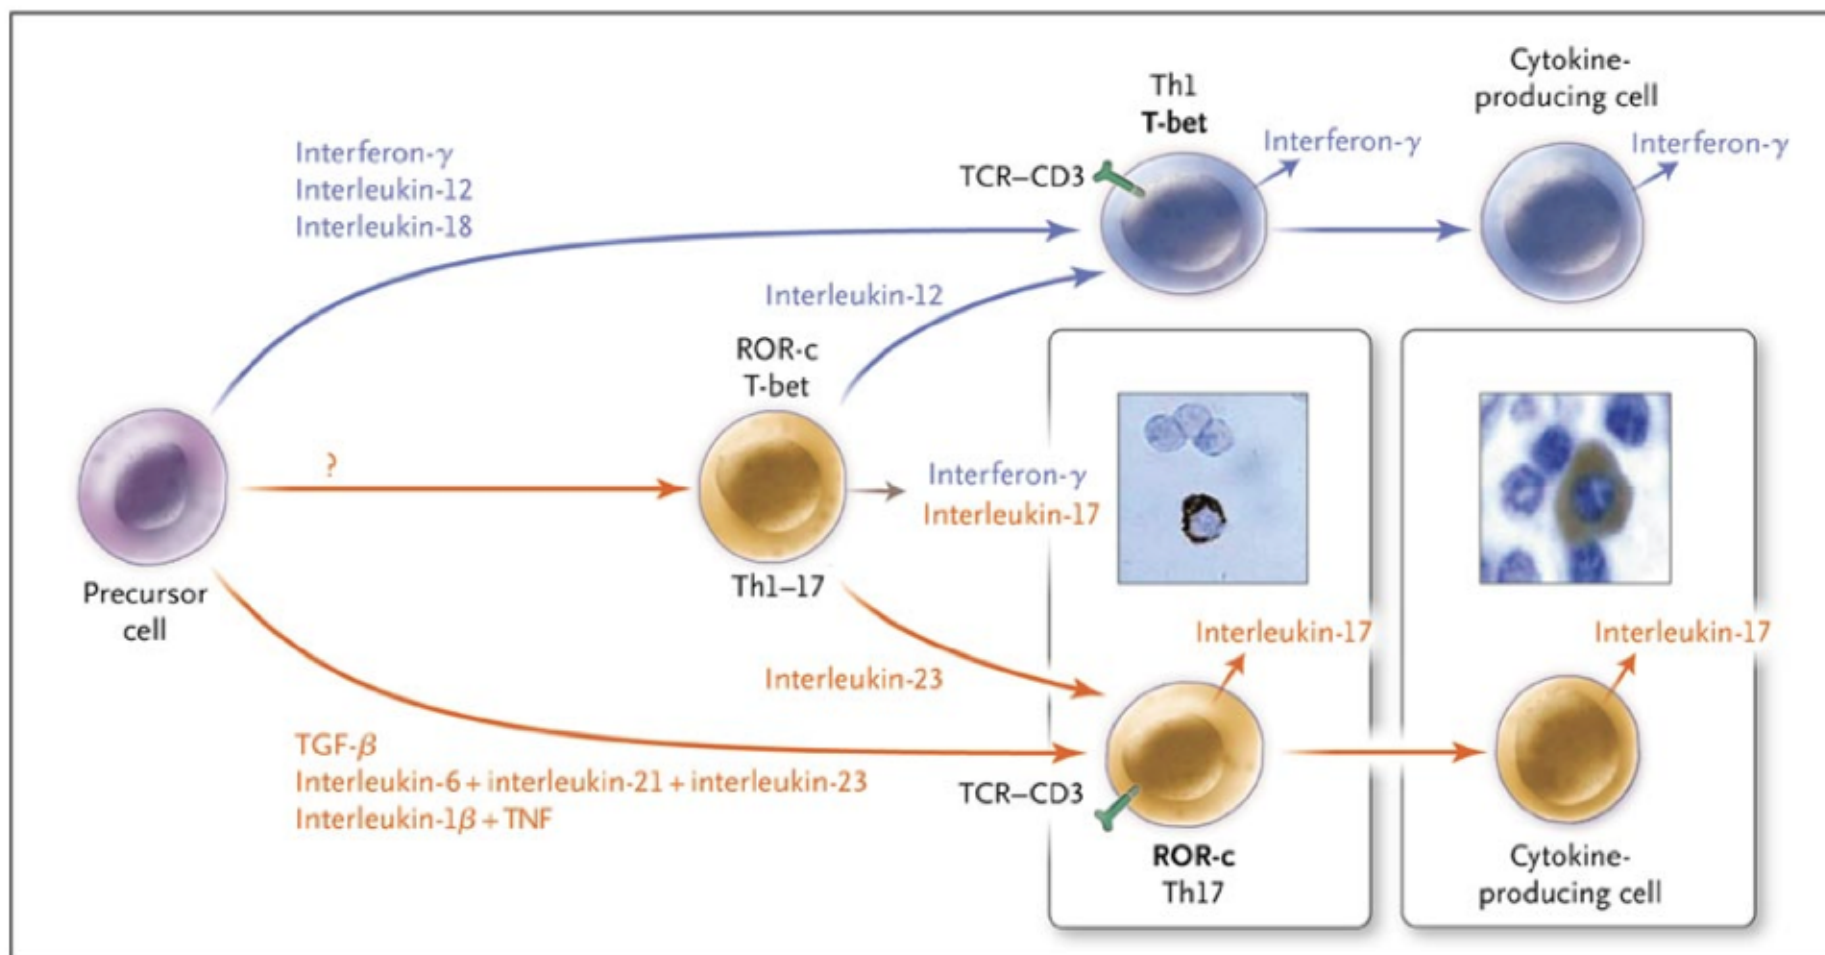 Cytokine-
producing cell
Th1
T-bet
Interferon-γ
Interferon-γ
Interferon-γ
Interleukin-12
Interleukin-18
TCR–CD3
Interleukin-12
ROR-c
T-bet
?
Interferon-γ
Interleukin-17
Th1–17
Precursor
cell
Interleukin-17
Interleukin-17
Interleukin-23
TGF-β
Interleukin-6 + interleukin-21 + interleukin-23
Interleukin-1β + TNF
TCR–CD3
ROR-c
Th17
Cytokine-
producing cell